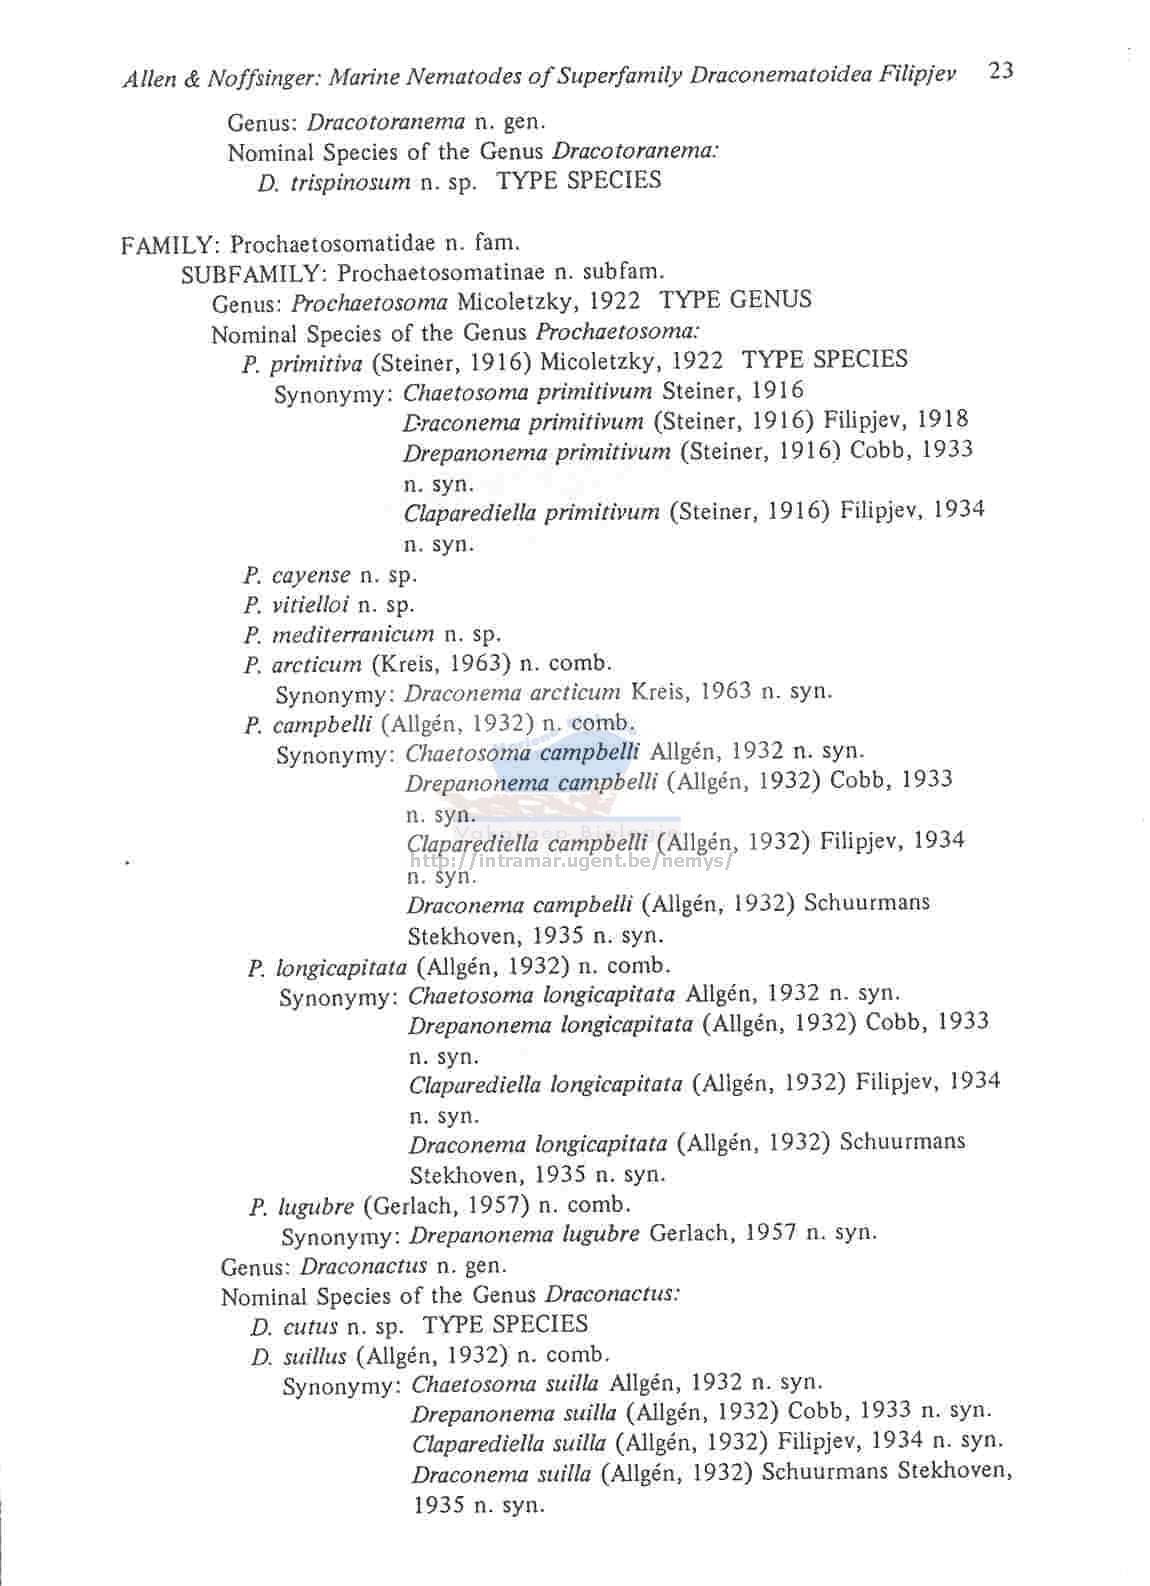 Allen & Noffsinger: Marine Nematodes of Superfamily Draconematoidea Filipjev 23
Genus: Dracotoranema n. gen.
Nominal Species of the Genus Dracotoranema:
D. trispinosum n. sp. TYPE SPECIES
FAMILY: Prochaetosomatidae n. fam.
SUBFAMILY: Prochaetosomatinae n. subfam.
Genus: Prochaetosoma Micoletzky, 1922 TYPE GENUS
Nominal Species of the Genus Prochaetosoma:
P. primitiva (Steiner, 1916) Micoletzky, 1922 TYPE SPECIES
Synonymy: Chaetosoma primitivum Steiner, 1916
Draconema primitivum (Steiner, 1916) Filipjev, 1918
Drepanonema primitivum (Steiner, 1916) Cobb, 1933
n. syn.
Claparediella primitivum (Steiner, 1916) Filipjev, 1934
n. syn.
P. cayense n. sp.
P. vitielloi n. sp.
P. mediterranicum n. sp.
P. arcticum (Kreis, 1963) n. comb.
Synonymy: Draconema arcticum Kreis, 1963 n. syn.
P. campbelli (Allgén, 1932) n. comb.
Synonymy: Chaetosoma campbelli Allgén, 1932 n. syn.
Drepanonema campbelli (Allgén, 1932) Cobb, 1933
n. syn.
Vakgroep Biologie
Claparediella campbelli (Allgén, 1932) Filipjev, 1934
http://intramar.ugent.be/nemys/
n. syn.
Draconema campbelli (Allgén, 1932) Schuurmans
Stekhoven, 1935 n. syn.
P. longicapitata (Allgén, 1932) n. comb.
Synonymy: Chaetosoma longicapitata Allgén, 1932 n. syn.
Drepanonema longicapitata (Allgén, 1932) Cobb, 1933
n. syn.
Claparediella longicapitata (Allgén, 1932) Filipjev, 1934
n. syn.
Draconema longicapitata (Allgén, 1932) Schuurmans
Stekhoven, 1935 n. syn.
P. lugubre (Gerlach, 1957) n. comb.
Synonymy: Drepanonema lugubre Gerlach, 1957 n. syn.
Genus: Draconactus n. gen.
Nominal Species of the Genus Draconactus:
D. cutus n. sp. TYPE SPECIES
D. suillus (Allgén, 1932) n. comb.
Synonymy: Chaetosoma suilla Allgén, 1932 n. syn.
Drepanonema suilla (Allgén, 1932) Cobb, 1933 n. syn.
Claparediella suilla (Allgén, 1932) Filipjev, 1934 n. syn.
Draconema suilla (Allgén, 1932) Schuurmans Stekhoven,
1935 n. syn.